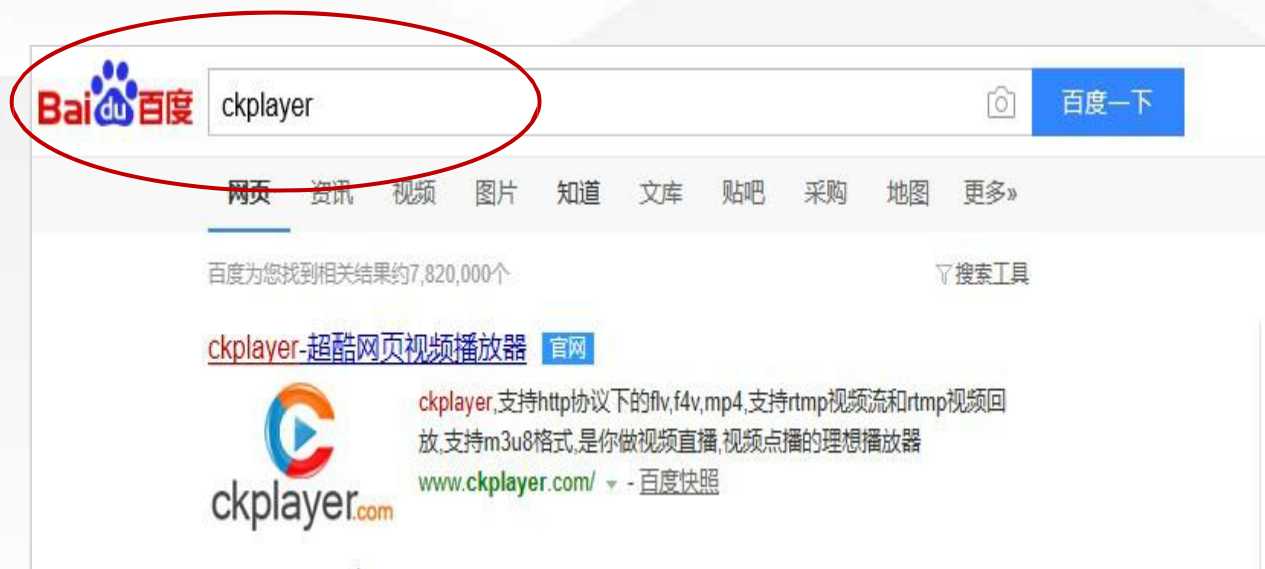 Bai du 百度 ckplayer 百度一下
网页 资讯 视频 图片 知道 文库 贴吧 采购 地图 更多»
百度为您找到相关结果约7,820,000个 搜索工具
ckplayer-超酷网页视频播放器 官网
ckplayer,支持http协议下的flv,f4v,mp4,支持rtmp视频流和rtmp视频回
放,支持m3u8格式,是你做视频直播,视频点播的理想播放器
www.ckplayer.com/ - 百度快照
ckplayer.com